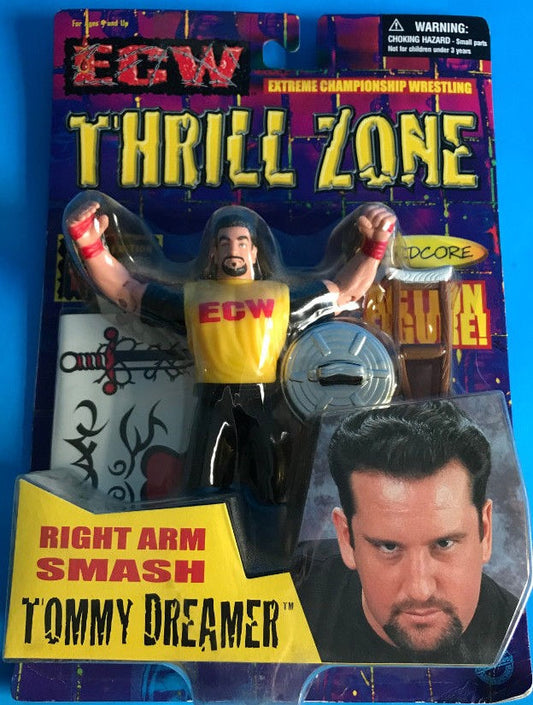 For Ages 4 and Up
WARNING:
CHOKING HAZARD - Small parts
Not for children under 3 years
ECW
EXTREME CHAMPIONSHIP WRESTLING
THRILL ZONE
DCORE
ECW
RIGHT ARM
SMASH
TOMMY DREAMER™